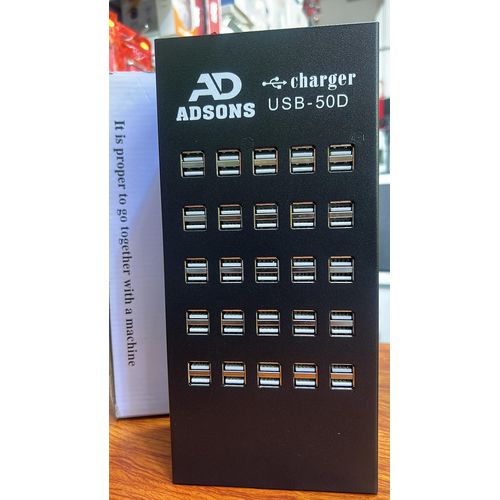 AD
ADSONS
charger
USB-50D
It is proper to go together with a machine